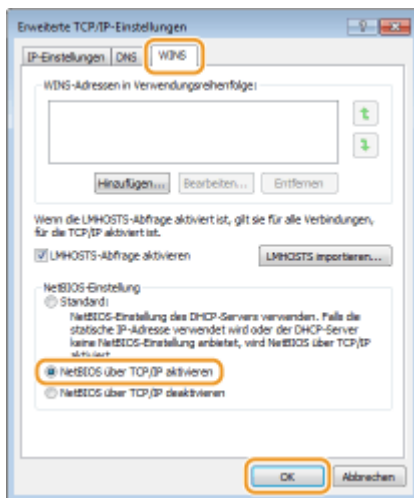 Erweiterte TCP/IP-Einstellungen
IP-Einstellungen DNS WINS
WINS-Adressen in Verwendungsreihenfolge:
Hinzufügen... Bearbeiten... Entfernen
Wenn die LMHOSTS-Abfrage aktiviert ist, gilt sie für alle Verbindungen,
für die TCP/IP aktiviert ist.
LMHOSTS-Abfrage aktivieren LMHOSTS importieren...
NetBIOS-Einstellung
Standard:
NetBIOS-Einstellung des DHCP-Servers verwenden. Falls die
statische IP-Adresse verwendet wird oder der DHCP-Server
keine NetBIOS-Einstellung anbietet, wird NetBIOS über TCP/IP
aktiviert.
NetBIOS über TCP/IP aktivieren
NetBIOS über TCP/IP deaktivieren
OK Abbrechen